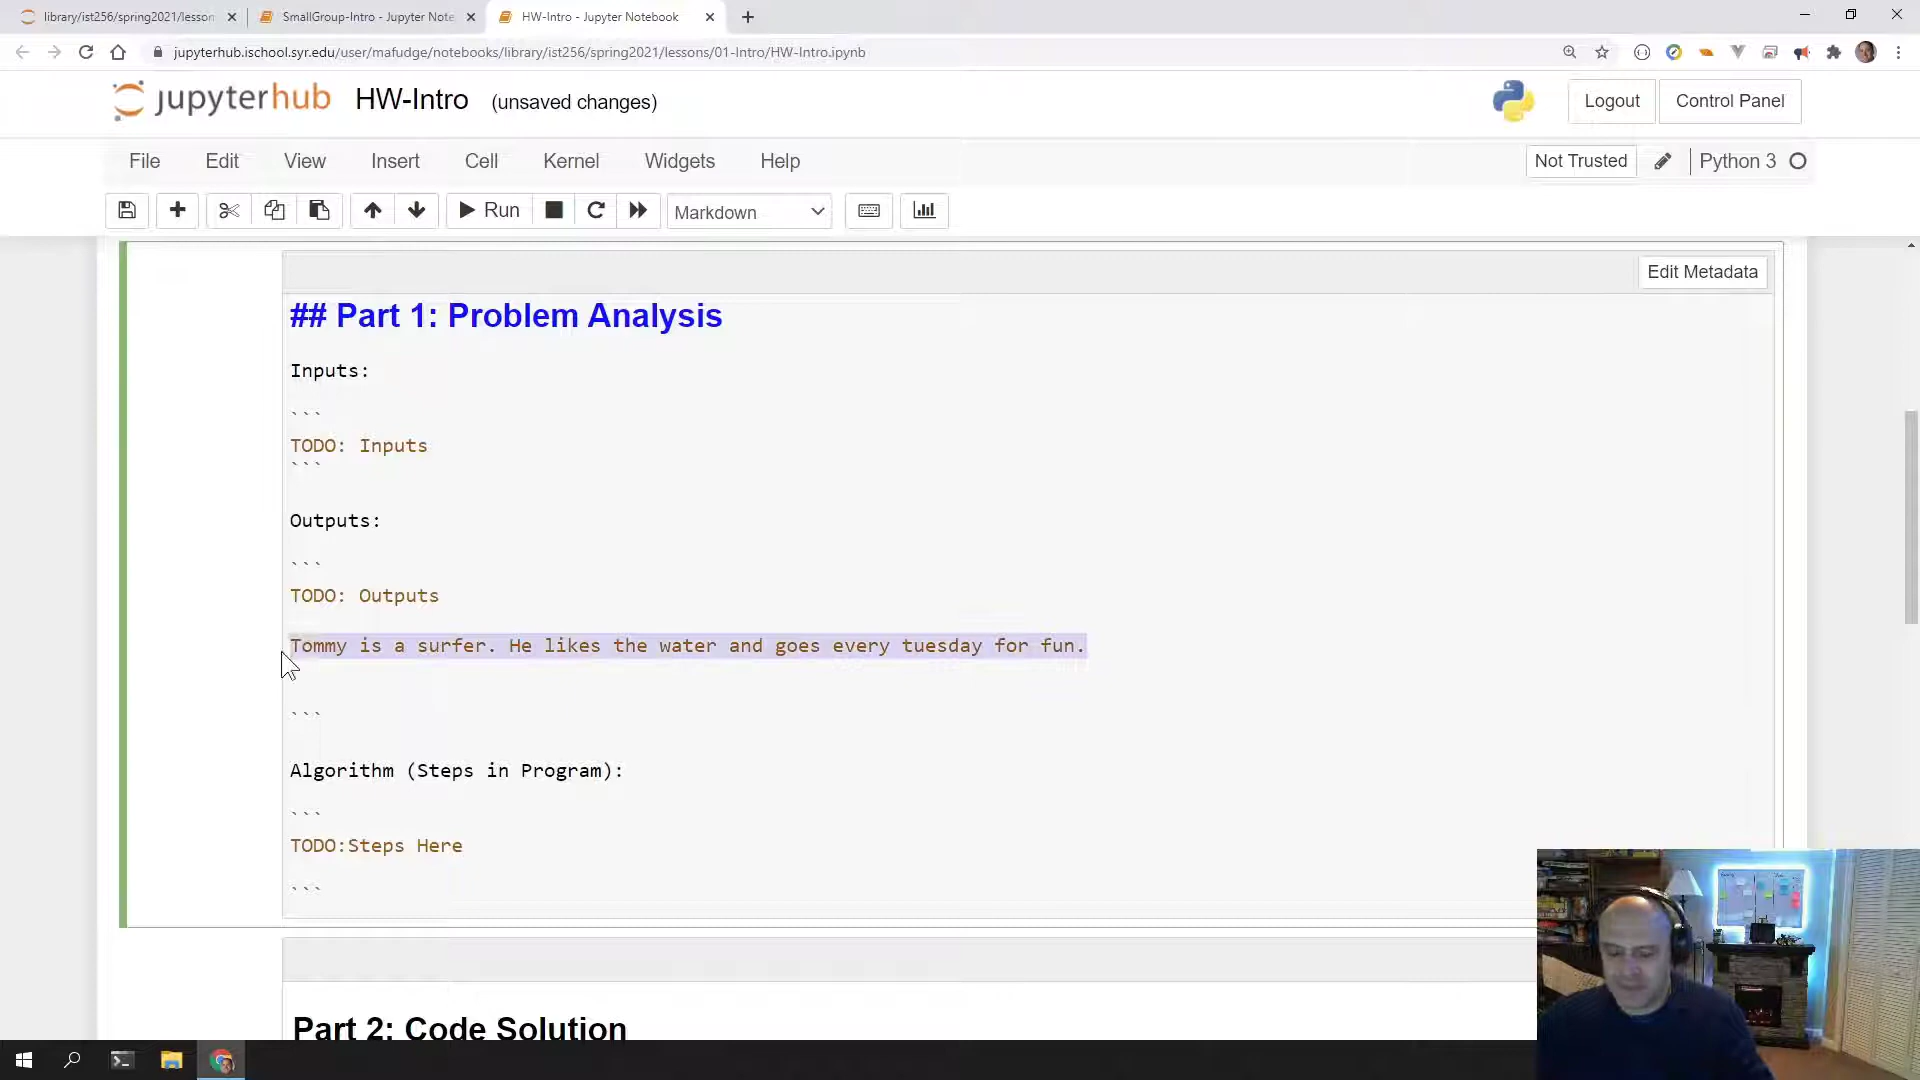 library/ist256/spring2021/lesson
SmallGroup-Intro - Jupyter Note
HW-Intro - Jupyter Notebook
jupyterhub.ischool.syr.edu/user/mafudge/notebooks/library/ist256/spring2021/lessons/01-Intro/HW-Intro.ipynb
jupyterhub HW-Intro (unsaved changes) Logout Control Panel
File Edit View Insert Cell Kernel Widgets Help Not Trusted Python 3
Run Markdown
Edit Metadata
## Part 1: Problem Analysis
Inputs:
```
TODO: Inputs
```
Outputs:
```
TODO: Outputs
Tommy is a surfer. He likes the water and goes every tuesday for fun.
```
Algorithm (Steps in Program):
```
TODO:Steps Here
```
Part 2: Code Solution